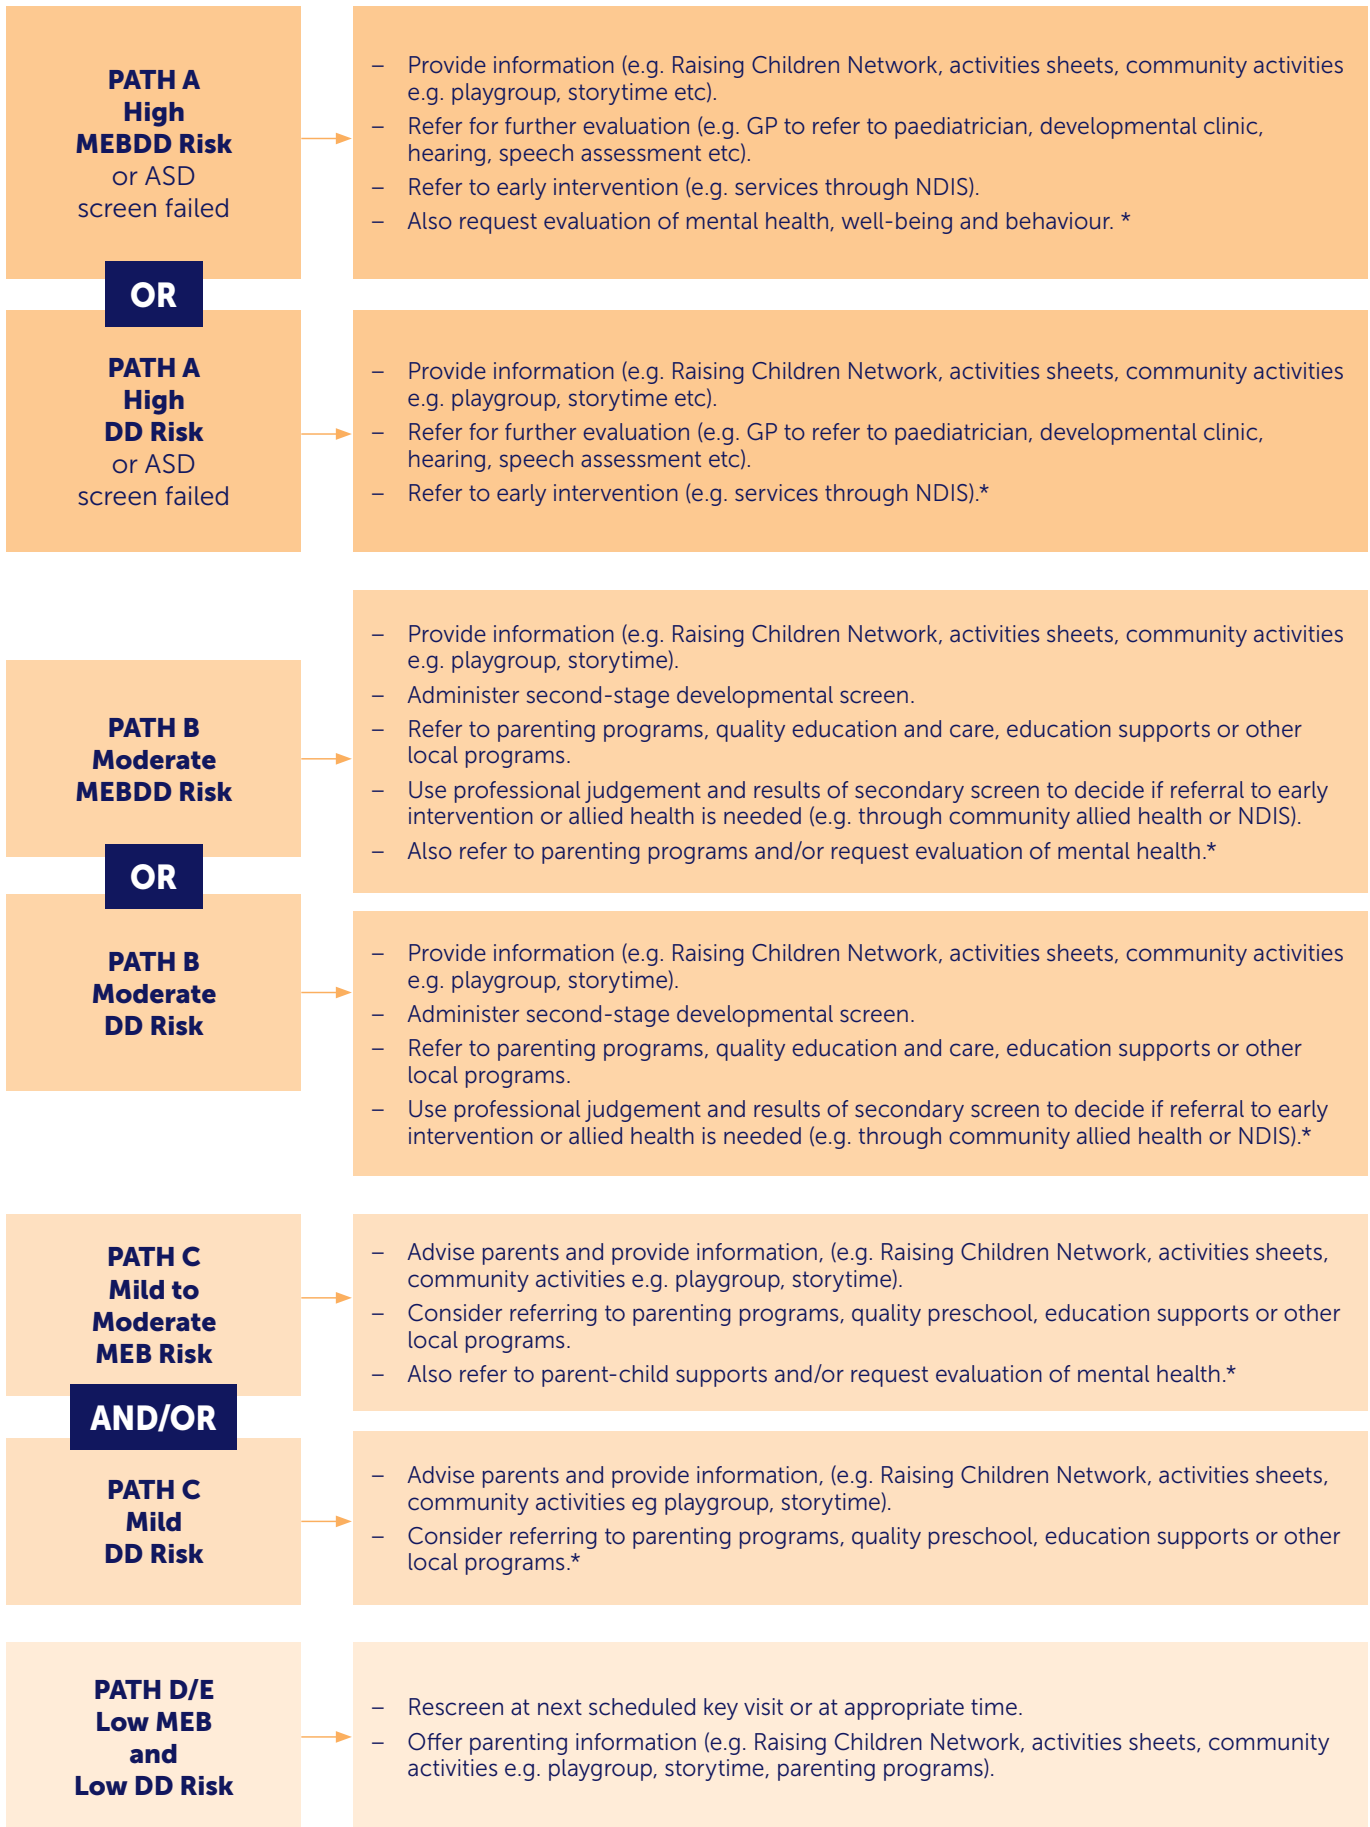 PATH A
High
MEBDD Risk
or ASD
screen failed
– Provide information (e.g. Raising Children Network, activities sheets, community activities
e.g. playgroup, storytime etc).
– Refer for further evaluation (e.g. GP to refer to paediatrician, developmental clinic,
hearing, speech assessment etc).
– Refer to early intervention (e.g. services through NDIS).
– Also request evaluation of mental health, well-being and behaviour. *
OR
PATH A
High
DD Risk
or ASD
screen failed
– Provide information (e.g. Raising Children Network, activities sheets, community activities
e.g. playgroup, storytime etc).
– Refer for further evaluation (e.g. GP to refer to paediatrician, developmental clinic,
hearing, speech assessment etc).
– Refer to early intervention (e.g. services through NDIS).*
PATH B
Moderate
MEBDD Risk
– Provide information (e.g. Raising Children Network, activities sheets, community activities
e.g. playgroup, storytime).
– Administer second-stage developmental screen.
– Refer to parenting programs, quality education and care, education supports or other
local programs.
– Use professional judgement and results of secondary screen to decide if referral to early
intervention or allied health is needed (e.g. through community allied health or NDIS).
– Also refer to parenting programs and/or request evaluation of mental health.*
OR
PATH B
Moderate
DD Risk
– Provide information (e.g. Raising Children Network, activities sheets, community activities
e.g. playgroup, storytime).
– Administer second-stage developmental screen.
– Refer to parenting programs, quality education and care, education supports or other
local programs.
– Use professional judgement and results of secondary screen to decide if referral to early
intervention or allied health is needed (e.g. through community allied health or NDIS).*
PATH C
Mild to
Moderate
MEB Risk
– Advise parents and provide information, (e.g. Raising Children Network, activities sheets,
community activities e.g. playgroup, storytime).
– Consider referring to parenting programs, quality preschool, education supports or other
local programs.
– Also refer to parent-child supports and/or request evaluation of mental health.*
AND/OR
PATH C
Mild
DD Risk
– Advise parents and provide information, (e.g. Raising Children Network, activities sheets,
community activities eg playgroup, storytime).
– Consider referring to parenting programs, quality preschool, education supports or other
local programs.*
PATH D/E
Low MEB
and
Low DD Risk
– Rescreen at next scheduled key visit or at appropriate time.
– Offer parenting information (e.g. Raising Children Network, activities sheets, community
activities e.g. playgroup, storytime, parenting programs).